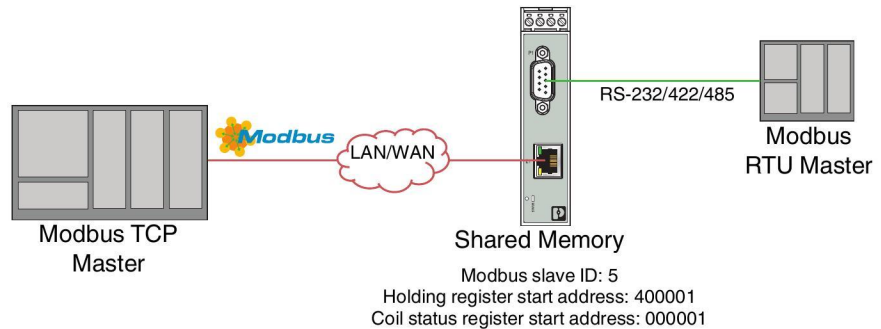 Modbus
LAN/WAN
RS-232/422/485
Modbus TCP
Master
Modbus
RTU Master
Shared Memory
Modbus slave ID: 5
Holding register start address: 400001
Coil status register start address: 000001